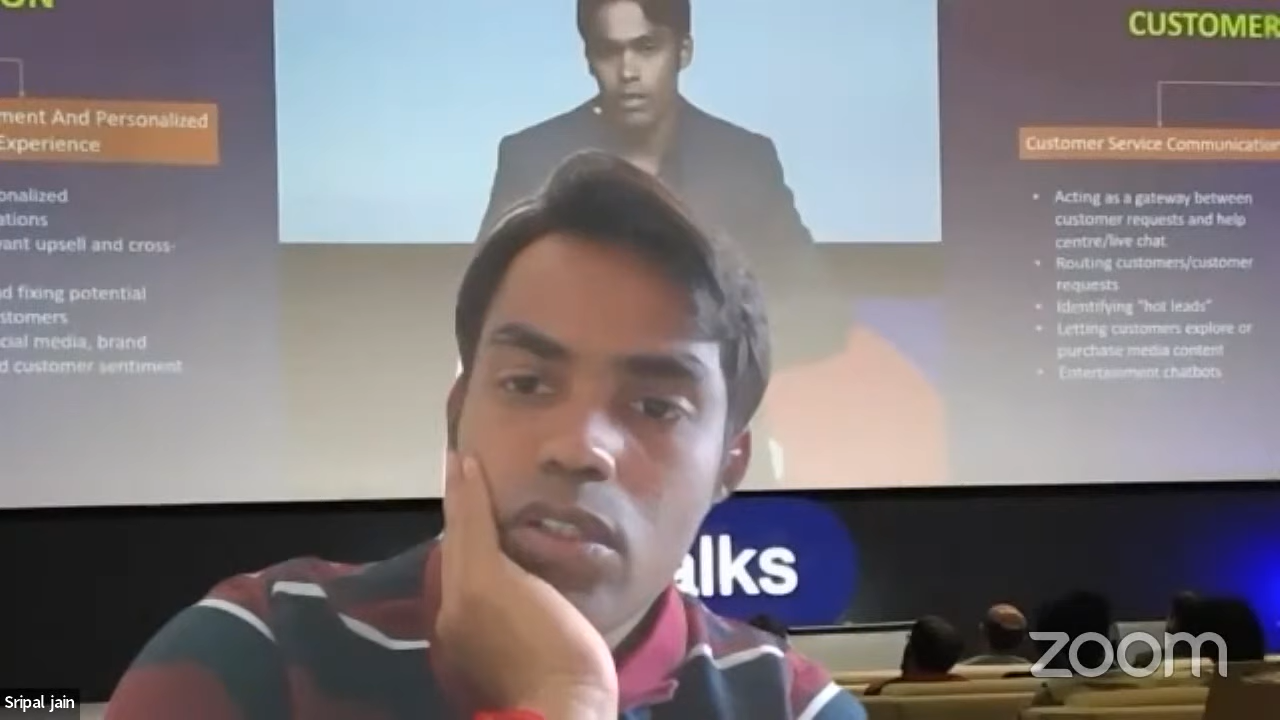 ON
ment And Personalized
Experience
onalized
ations
vant upsell and cross-
d fixing potential
stomers
cial media, brand
d customer sentiment
CUSTOMER
Customer Service Communication
• Acting as a gateway between
customer requests and help
centre/live chat
• Routing customers/customer
requests
• Identifying "hot leads"
• Letting customers explore or
purchase media content
• Entertainment chatbots
alks
zoom
Sripal jain